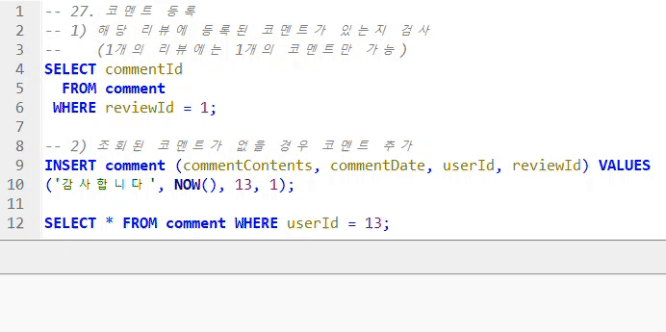 1 -- 27. 코멘트 등록
2 -- 1) 해당 리뷰에 등록된 코멘트가 있는지 검사
3 --    (1개의 리뷰에는 1개의 코멘트만 가능)
4 SELECT commentId
5   FROM comment
6  WHERE reviewId = 1;
7
8 -- 2) 조회된 코멘트가 없을 경우 코멘트 추가
9 INSERT comment (commentContents, commentDate, userId, reviewId) VALUES
10 ('감사합니다', NOW(), 13, 1);
11
12 SELECT * FROM comment WHERE userId = 13;